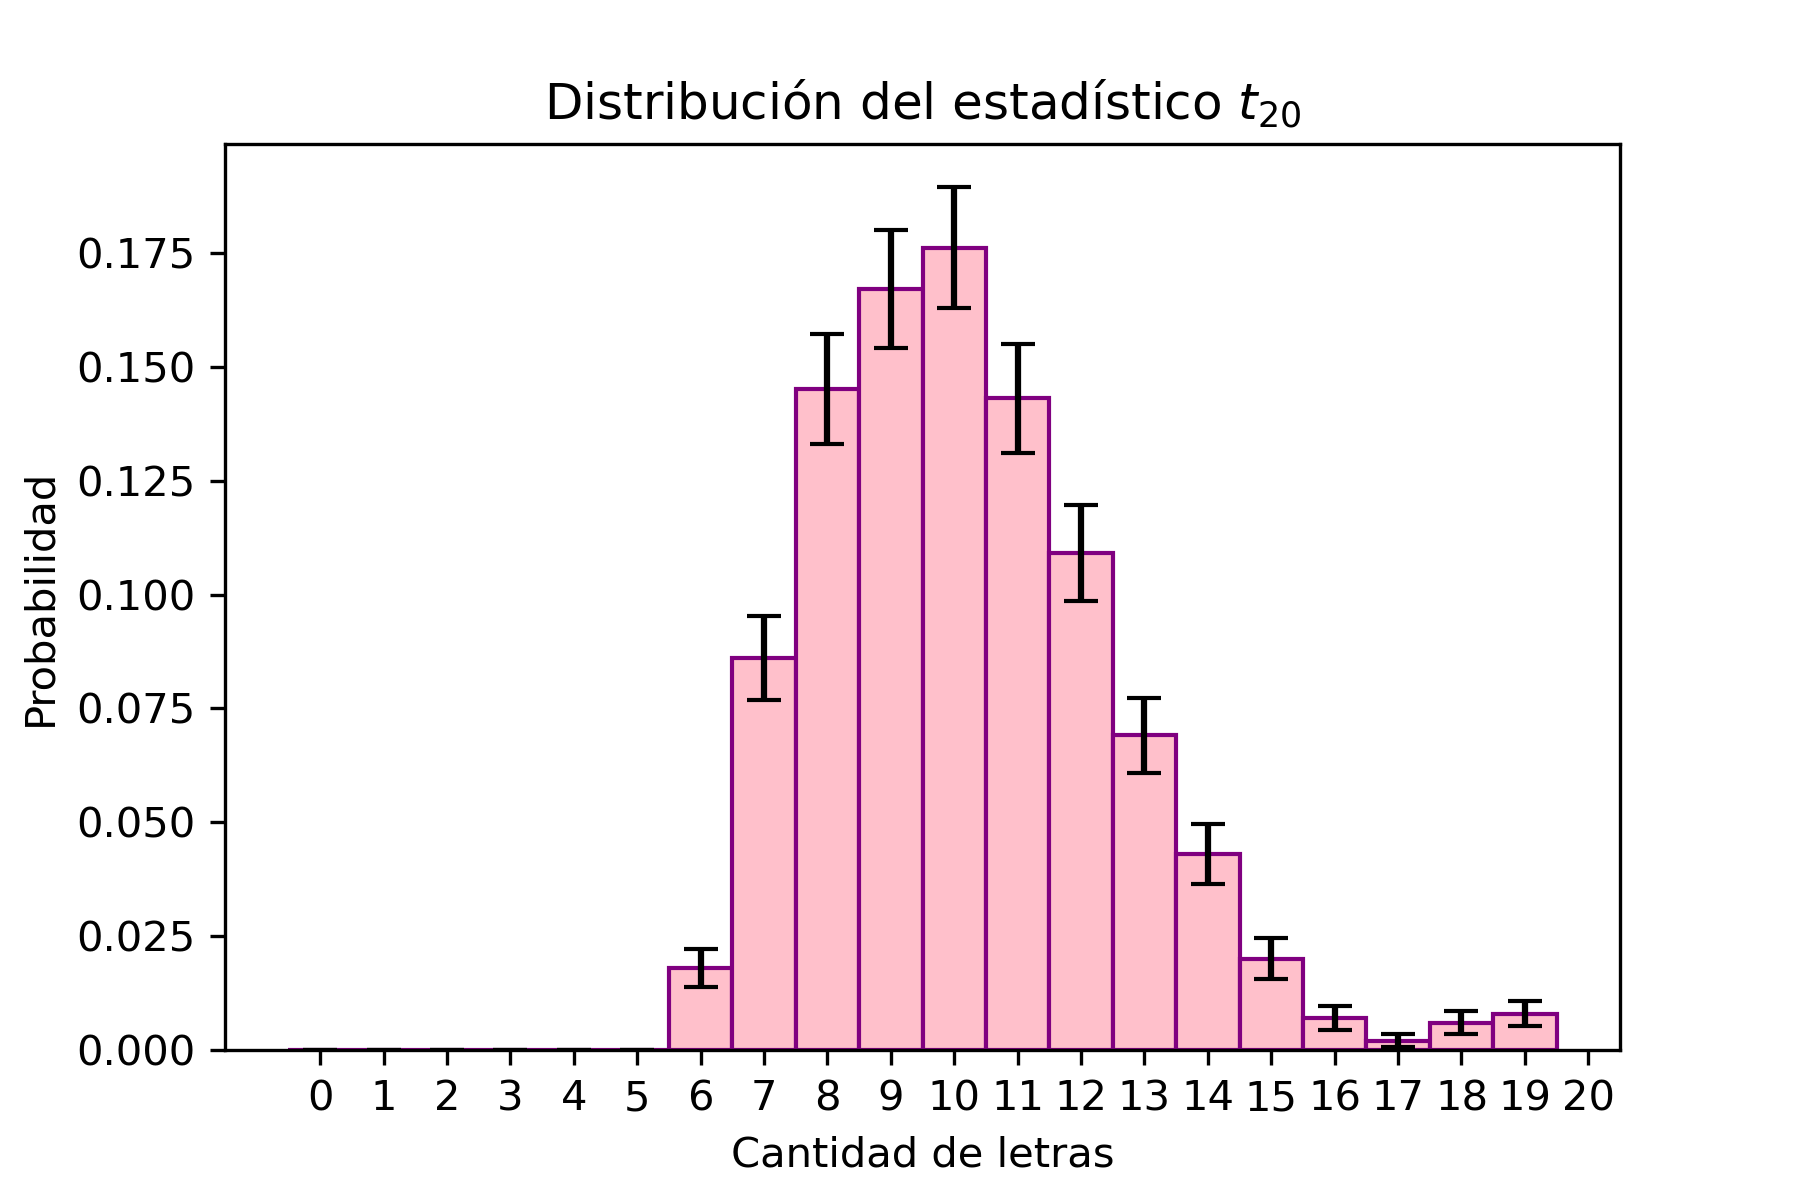 Distribución del estadístico t₂₀
Probabilidad
0.175
0.150
0.125
0.100
0.075
0.050
0.025
0.000
0 1 2 3 4 5 6 7 8 9 10 11 12 13 14 15 16 17 18 19 20
Cantidad de letras